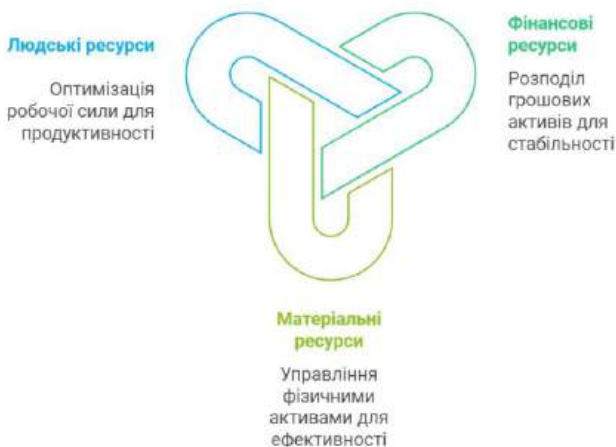 Людські ресурси
Оптимізація
робочої сили для
продуктивності
Фінансові
ресурси
Розподіл
грошових
активів для
стабільності
Матеріальні
ресурси
Управління
фізичними
активами для
ефективності